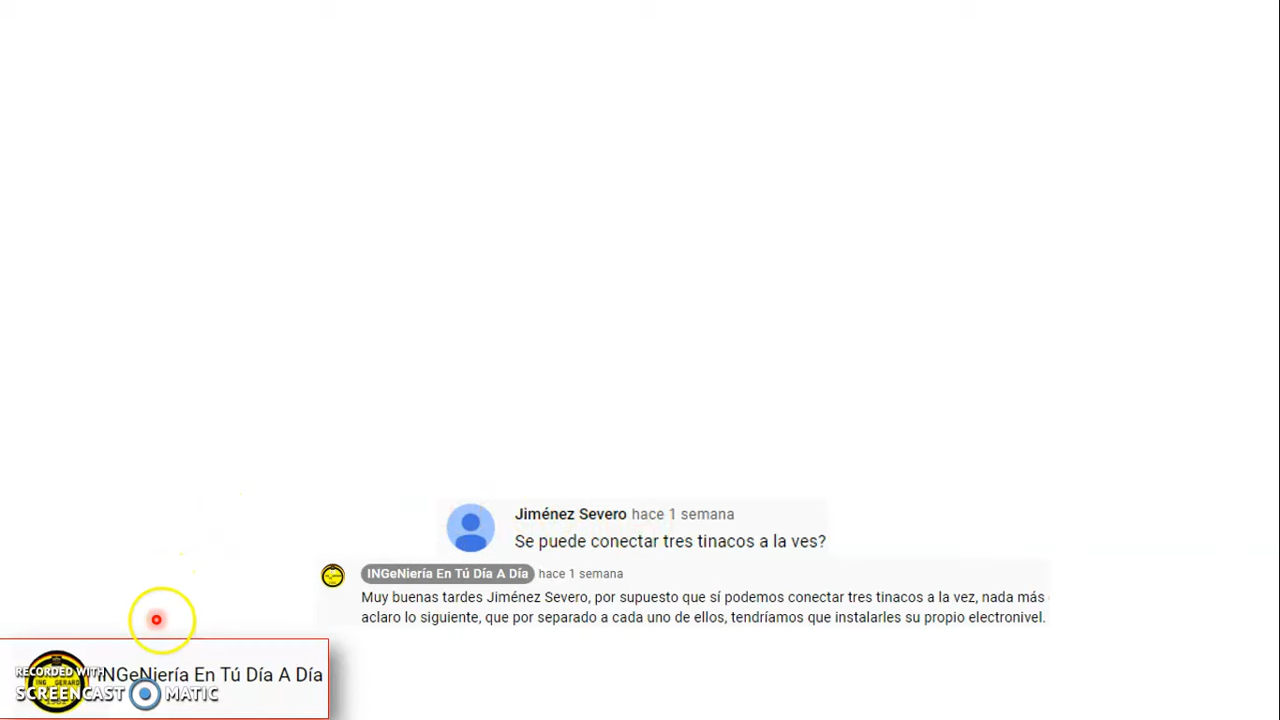 Jiménez Severo hace 1 semana
Se puede conectar tres tinacos a la ves?
INGeNiería En Tú Día A Día hace 1 semana
Muy buenas tardes Jiménez Severo, por supuesto que sí podemos conectar tres tinacos a la vez, nada más
aclaro lo siguiente, que por separado a cada uno de ellos, tendríamos que instalarles su propio electronivel.
RECORDED WITH
SCREENCAST MATIC
iNGeNiería En Tú Día A Día
ING GERARD